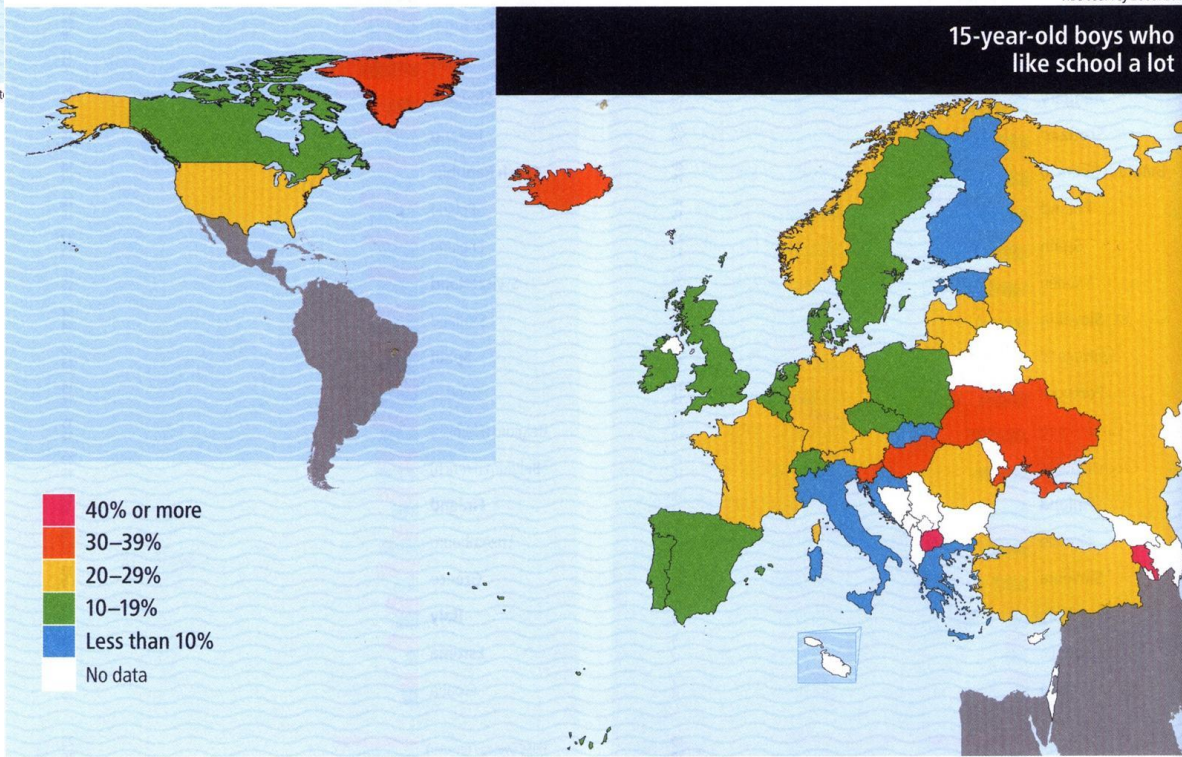 15-year-old boys who
like school a lot
40% or more
30–39%
20–29%
10–19%
Less than 10%
No data